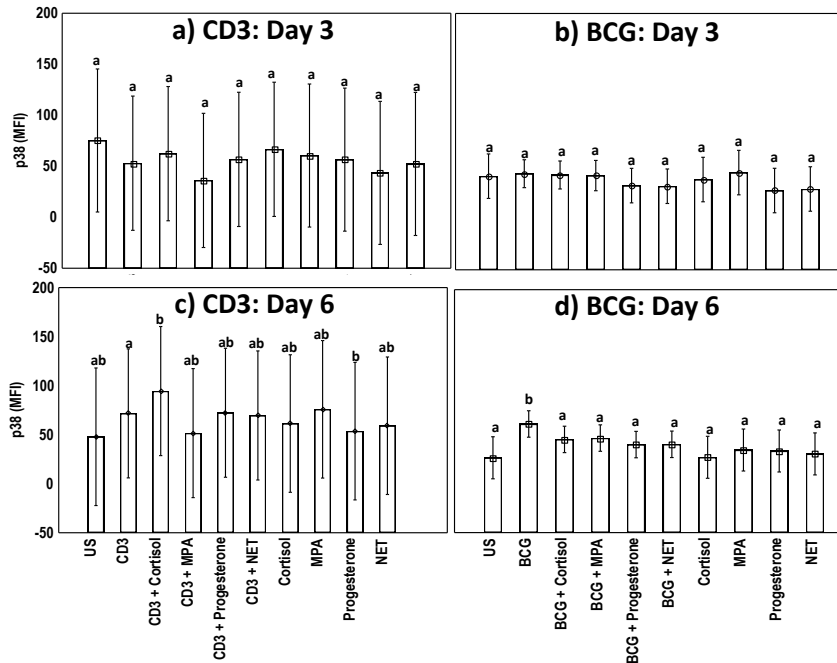 a) CD3: Day 3
p38 (MFI)
200
150
100
50
0
-50
a a a a a a a a a a
b) BCG: Day 3
a a a a a a a a a a
c) CD3: Day 6
p38 (MFI)
200
150
100
50
0
-50
ab a b ab ab ab ab ab b ab
US
CD3
CD3 + Cortisol
CD3 + MPA
CD3 + Progesterone
CD3 + NET
Cortisol
MPA
Progesterone
NET
d) BCG: Day 6
a b a a a a a a a a
US
BCG
BCG + Cortisol
BCG + MPA
BCG + Progesterone
BCG + NET
Cortisol
MPA
Progesterone
NET